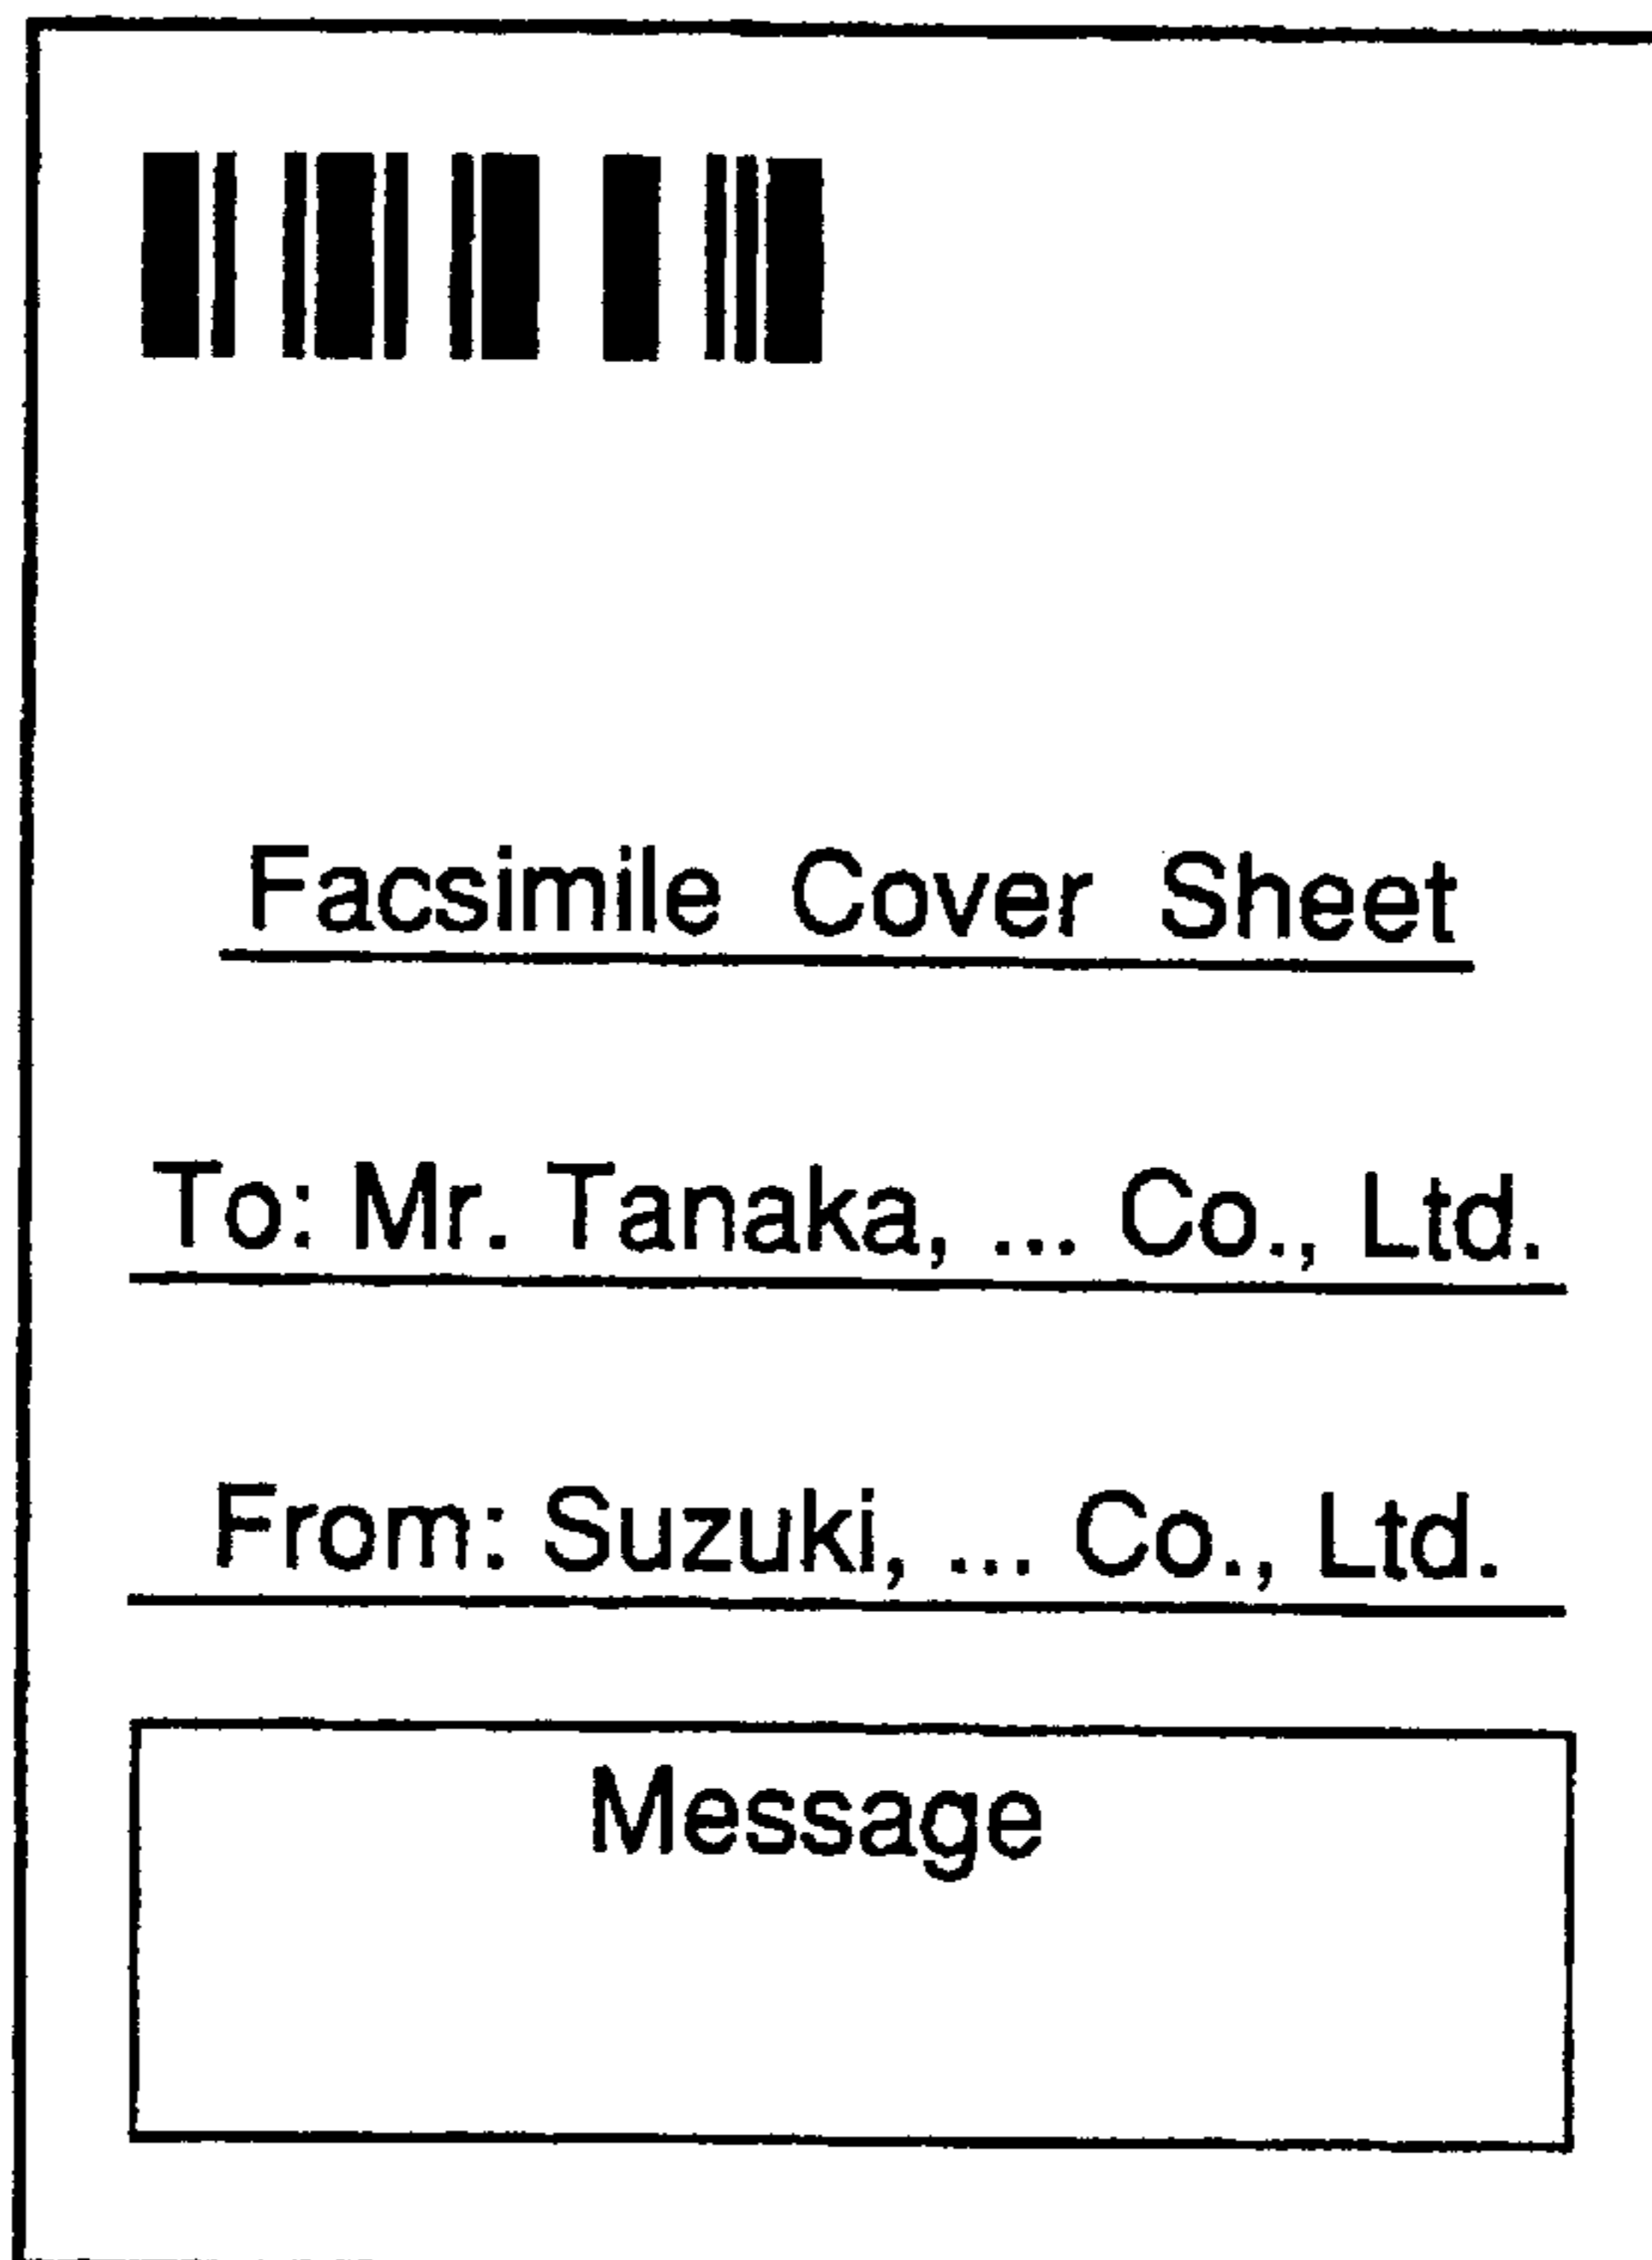 Facsimile Cover Sheet
To: Mr. Tanaka, ... Co., Ltd.
From: Suzuki, ... Co., Ltd.
Message